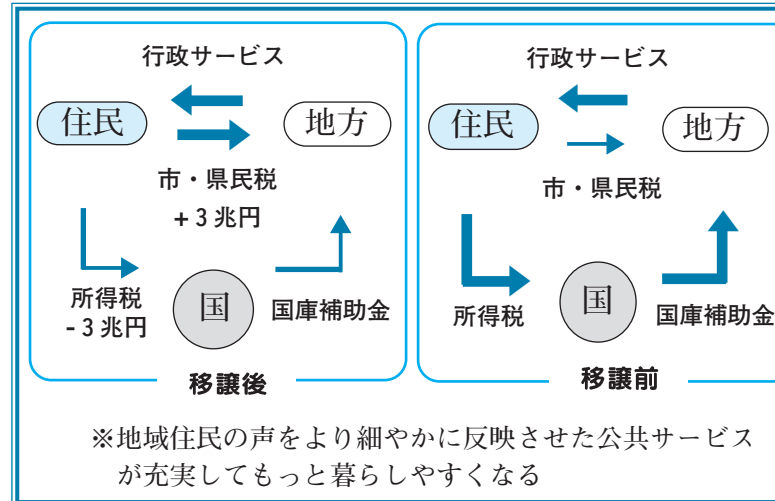 行政サービス
住民
地方
市・県民税
+3兆円
所得税
-3兆円
国
国庫補助金
移譲後
行政サービス
住民
地方
市・県民税
所得税
国
国庫補助金
移譲前
※地域住民の声をより細やかに反映させた公共サービス
が充実してもっと暮らしやすくなる